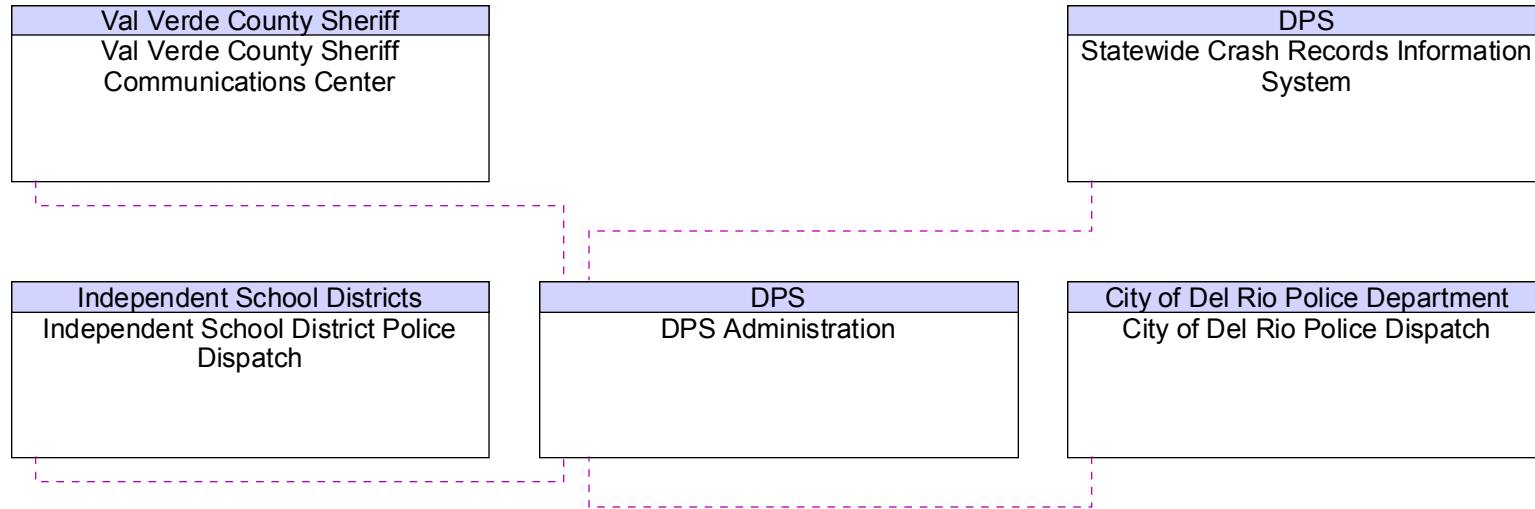 Val Verde County Sheriff
Val Verde County Sheriff
Communications Center
DPS
Statewide Crash Records Information
System
Independent School Districts
Independent School District Police
Dispatch
DPS
DPS Administration
City of Del Rio Police Department
City of Del Rio Police Dispatch